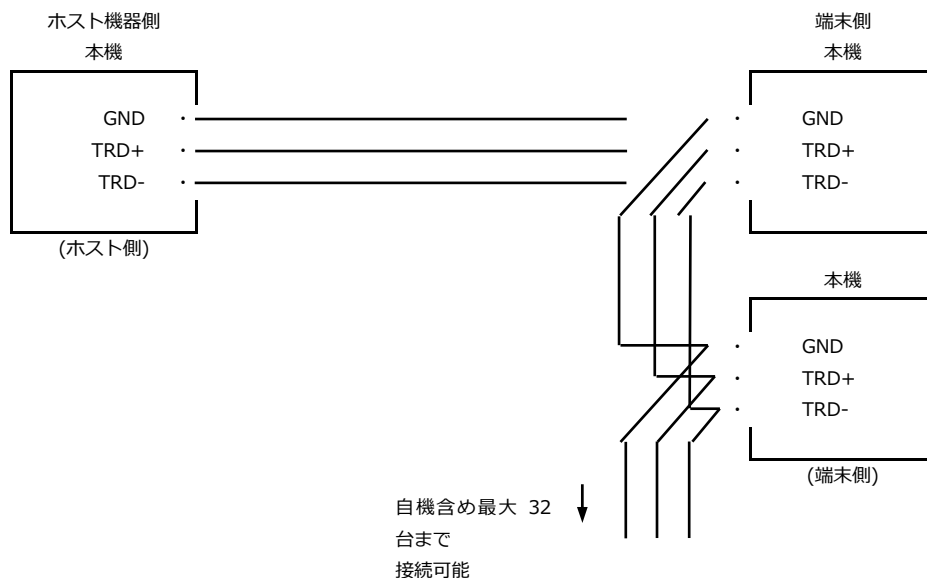 ホスト機器側
本機
GND
TRD+
TRD-
(ホスト側)
端末側
本機
GND
TRD+
TRD-
本機
GND
TRD+
TRD-
(端末側)
自機含め最大 32
台まで
接続可能